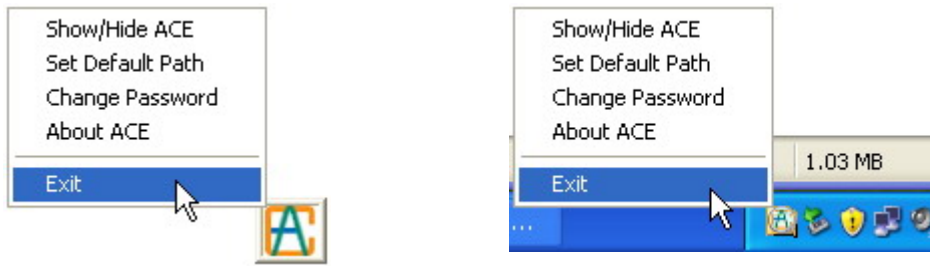 Show/Hide ACE
Set Default Path
Change Password
About ACE
Exit
Show/Hide ACE
Set Default Path
Change Password
About ACE
Exit
1.03 MB
...